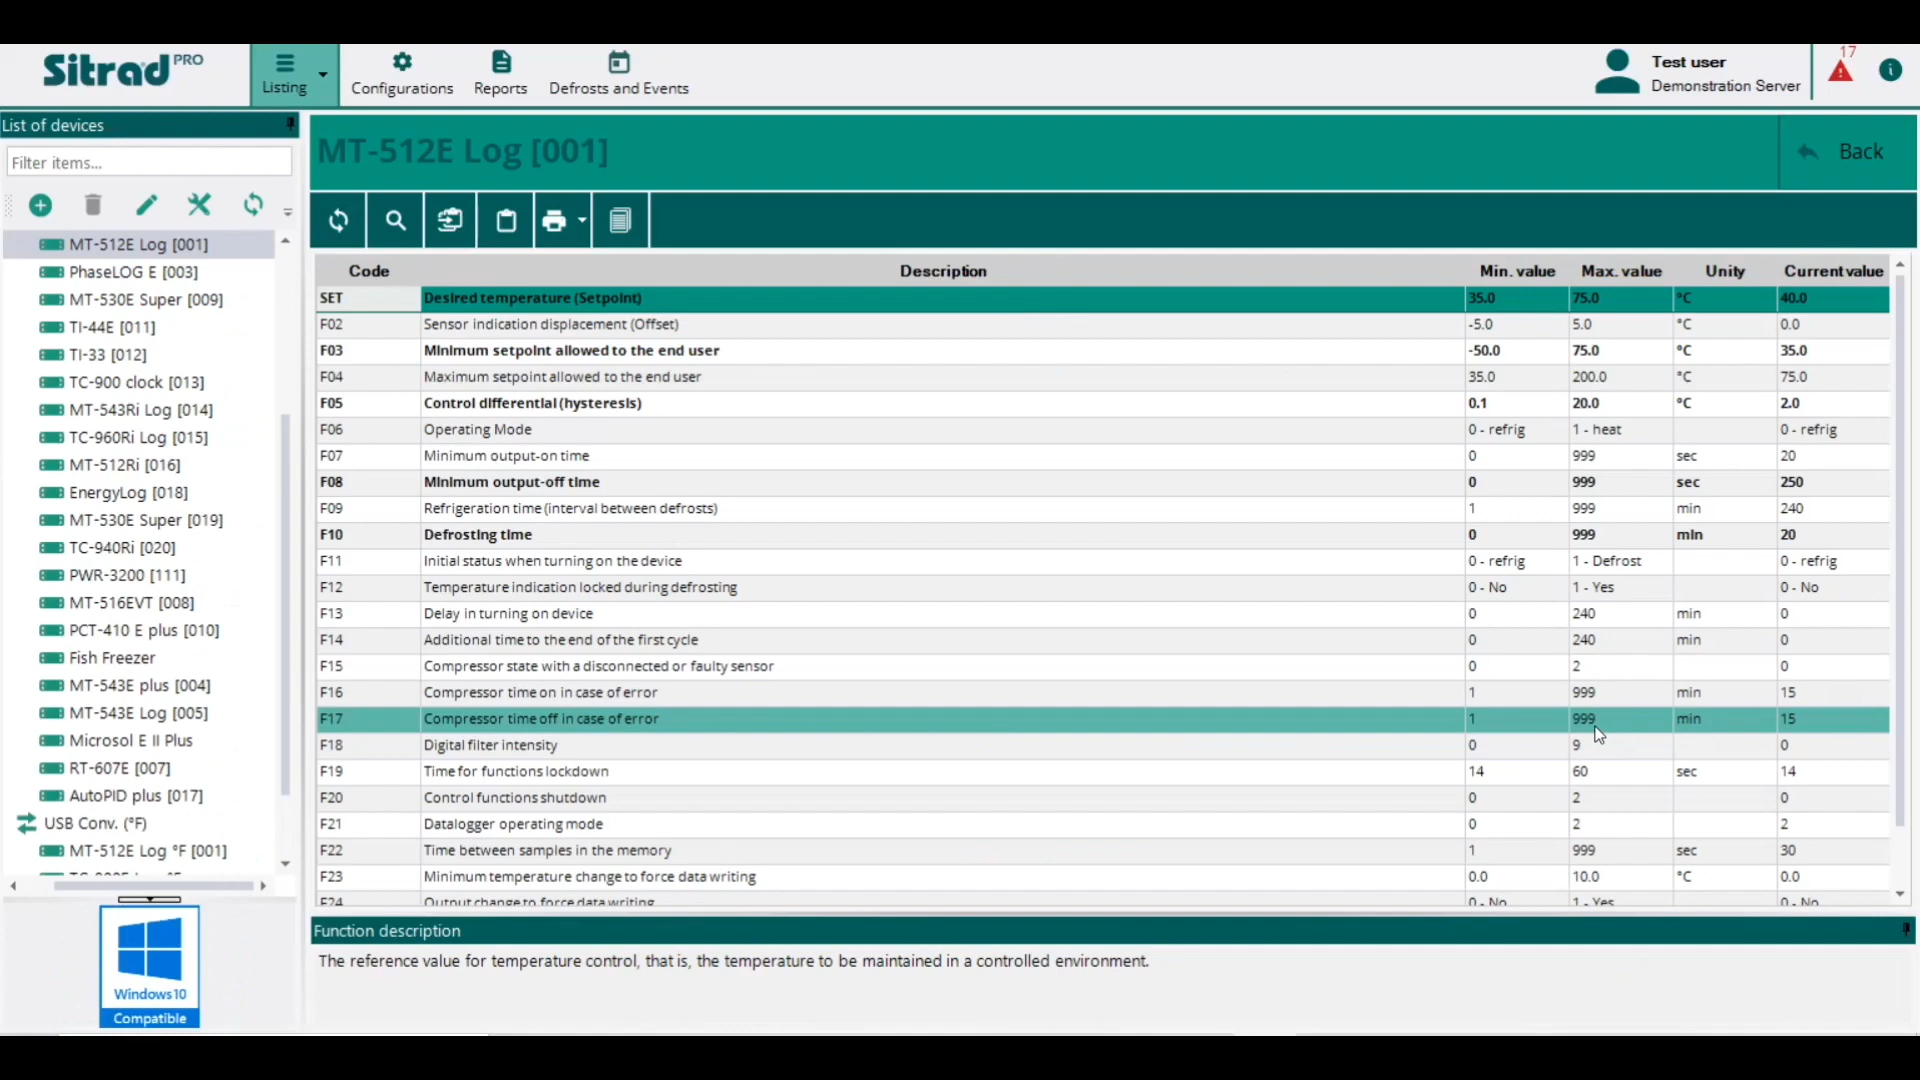 Sitrad PRO
Listing
Configurations
Reports
Defrosts and Events
Test user
Demonstration Server
17
List of devices
Filter items...
MT-512E Log [001]
PhaseLOG E [003]
MT-530E Super [009]
TI-44E [011]
TI-33 [012]
TC-900 clock [013]
MT-543Ri Log [014]
TC-960Ri Log [015]
MT-512Ri [016]
EnergyLog [018]
MT-530E Super [019]
TC-940Ri [020]
PWR-3200 [111]
MT-516EVT [008]
PCT-410 E plus [010]
Fish Freezer
MT-543E plus [004]
MT-543E Log [005]
Microsol E II Plus
RT-607E [007]
AutoPID plus [017]
USB Conv. (°F)
MT-512E Log °F [001]
Windows10
Compatible
MT-512E Log [001]
Back
Code Description Min. value Max. value Unity Current value
SET Desired temperature (Setpoint) 35.0 75.0 °C 40.0
F02 Sensor indication displacement (Offset) -5.0 5.0 °C 0.0
F03 Minimum setpoint allowed to the end user -50.0 75.0 °C 35.0
F04 Maximum setpoint allowed to the end user 35.0 200.0 °C 75.0
F05 Control differential (hysteresis) 0.1 20.0 °C 2.0
F06 Operating Mode 0 - refrig 1 - heat 0 - refrig
F07 Minimum output-on time 0 999 sec 20
F08 Minimum output-off time 0 999 sec 250
F09 Refrigeration time (interval between defrosts) 1 999 min 240
F10 Defrosting time 0 999 min 20
F11 Initial status when turning on the device 0 - refrig 1 - Defrost 0 - refrig
F12 Temperature indication locked during defrosting 0 - No 1 - Yes 0 - No
F13 Delay in turning on device 0 240 min 0
F14 Additional time to the end of the first cycle 0 240 min 0
F15 Compressor state with a disconnected or faulty sensor 0 2 0
F16 Compressor time on in case of error 1 999 min 15
F17 Compressor time off in case of error 1 999 min 15
F18 Digital filter intensity 0 9 0
F19 Time for functions lockdown 14 60 sec 14
F20 Control functions shutdown 0 2 0
F21 Datalogger operating mode 0 2 2
F22 Time between samples in the memory 1 999 sec 30
F23 Minimum temperature change to force data writing 0.0 10.0 °C 0.0
F24 Output change to force data writing 0 - No 1 - Yes 0 - No
Function description
The reference value for temperature control, that is, the temperature to be maintained in a controlled environment.